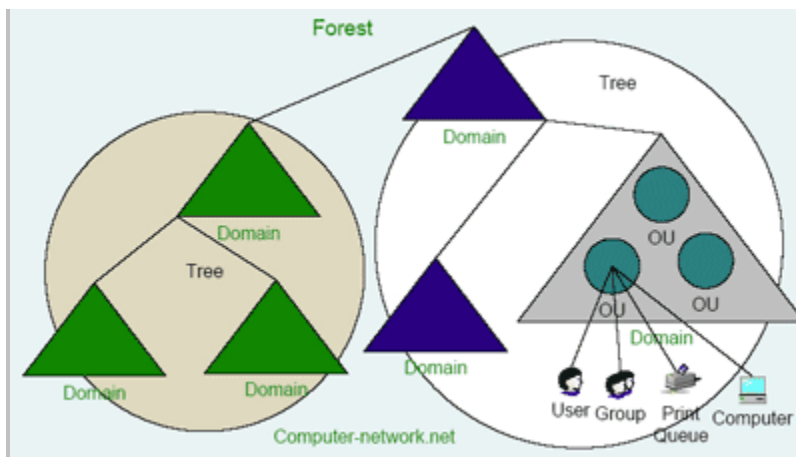 Forest
Tree
Domain
Domain
Tree
OU
OU
OU
Domain
Domain
Domain
Domain
User
Group
Print
Queue
Computer
Computer-network.net